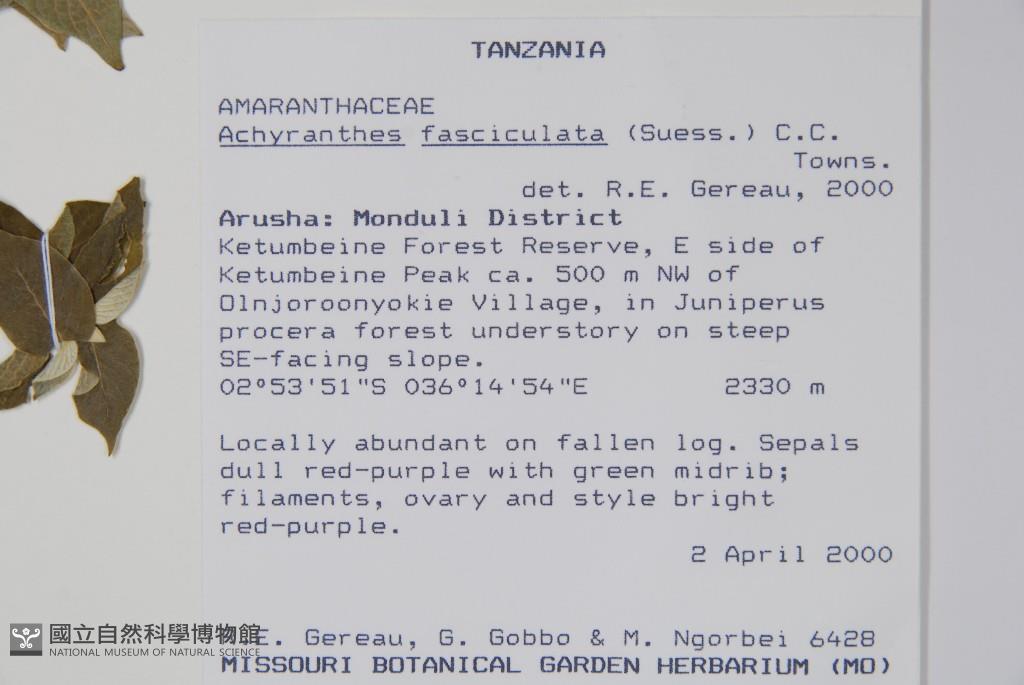 TANZANIA
AMARANTHACEAE
Achyranthes fasciculata (Suess.) C.C.
Towns.
det. R.E. Gereau, 2000
Arusha: Monduli District
Ketumbeine Forest Reserve, E side of
Ketumbeine Peak ca. 500 m NW of
Olnjoroonyokie Village, in Juniperus
procera forest understory on steep
SE-facing slope.
02°53'51"S 036°14'54"E 2330 m
Locally abundant on fallen log. Sepals
dull red-purple with green midrib;
filaments, ovary and style bright
red-purple.
2 April 2000
E. Gereau, G. Gobbo & M. Ngorbei 6428
MISSOURI BOTANICAL GARDEN HERBARIUM (MO)
國立自然科學博物館
NATIONAL MUSEUM OF NATURAL SCIENCE